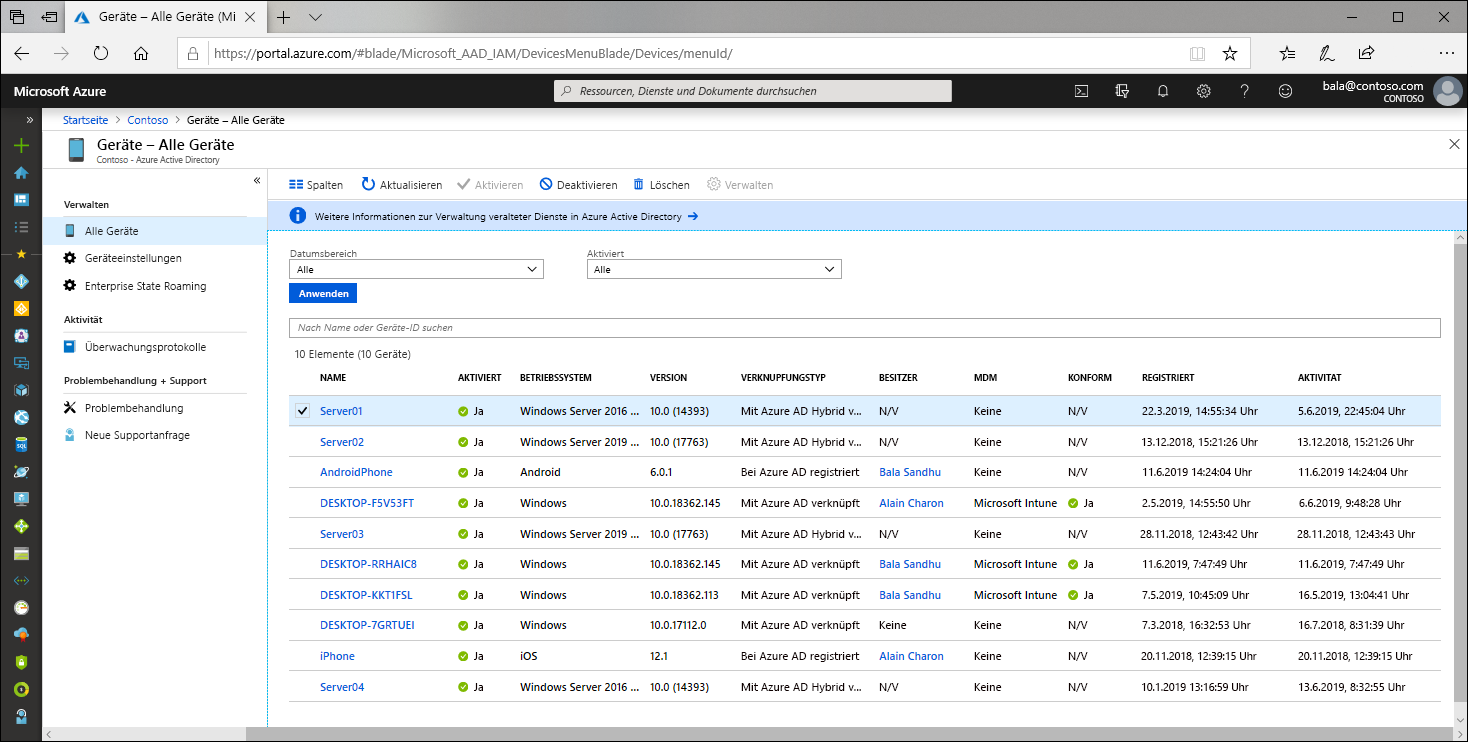 Geräte – Alle Geräte (Mi
https://portal.azure.com/#blade/Microsoft_AAD_IAM/DevicesMenuBlade/Devices/menuId/
Microsoft Azure
Ressourcen, Dienste und Dokumente durchsuchen
bala@contoso.com
CONTOSO
Startseite > Contoso > Geräte – Alle Geräte
Geräte – Alle Geräte
Contoso - Azure Active Directory
Verwalten
Alle Geräte
Geräteeinstellungen
Enterprise State Roaming
Aktivität
Überwachungsprotokolle
Problembehandlung + Support
Problembehandlung
Neue Supportanfrage
Spalten Aktualisieren Aktivieren Deaktivieren Löschen Verwalten
Weitere Informationen zur Verwaltung veralteter Dienste in Azure Active Directory
Datumsbereich Aktiviert
Alle Alle
Anwenden
Nach Name oder Geräte-ID suchen
10 Elemente (10 Geräte)
NAME AKTIVIERT BETRIEBSSYSTEM VERSION VERKNUPFUNGSTYP BESITZER MDM KONFORM REGISTRIERT AKTIVITAT
Server01 Ja Windows Server 2016 ... 10.0 (14393) Mit Azure AD Hybrid v... N/V Keine N/V 22.3.2019, 14:55:34 Uhr 5.6.2019, 22:45:04 Uhr
Server02 Ja Windows Server 2019 ... 10.0 (17763) Mit Azure AD Hybrid v... N/V Keine N/V 13.12.2018, 15:21:26 Uhr 13.12.2018, 15:21:26 Uhr
AndroidPhone Ja Android 6.0.1 Bei Azure AD registriert Bala Sandhu Keine N/V 11.6.2019 14:24:04 Uhr 11.6.2019 14:24:04 Uhr
DESKTOP-F5V53FT Ja Windows 10.0.18362.145 Mit Azure AD verknüpft Alain Charon Microsoft Intune Ja 2.5.2019, 14:55:50 Uhr 6.6.2019, 9:48:28 Uhr
Server03 Ja Windows Server 2019 ... 10.0 (17763) Mit Azure AD Hybrid v... N/V Keine N/V 28.11.2018, 12:43:42 Uhr 28.11.2018, 12:43:43 Uhr
DESKTOP-RRHAIC8 Ja Windows 10.0.18362.145 Mit Azure AD verknüpft Bala Sandhu Microsoft Intune Ja 11.6.2019, 7:47:49 Uhr 11.6.2019, 7:47:49 Uhr
DESKTOP-KKT1FSL Ja Windows 10.0.18362.113 Mit Azure AD verknüpft Bala Sandhu Microsoft Intune Ja 7.5.2019, 10:45:09 Uhr 16.5.2019, 13:04:41 Uhr
DESKTOP-7GRTUEI Ja Windows 10.0.17112.0 Mit Azure AD verknüpft Keine Keine N/V 7.3.2018, 16:32:53 Uhr 16.7.2018, 8:31:39 Uhr
iPhone Ja iOS 12.1 Bei Azure AD registriert Alain Charon Keine N/V 20.11.2018, 12:39:15 Uhr 20.11.2018, 12:39:15 Uhr
Server04 Ja Windows Server 2016 ... 10.0 (14393) Mit Azure AD Hybrid v... N/V Keine N/V 10.1.2019 13:16:59 Uhr 13.6.2019, 8:32:55 Uhr